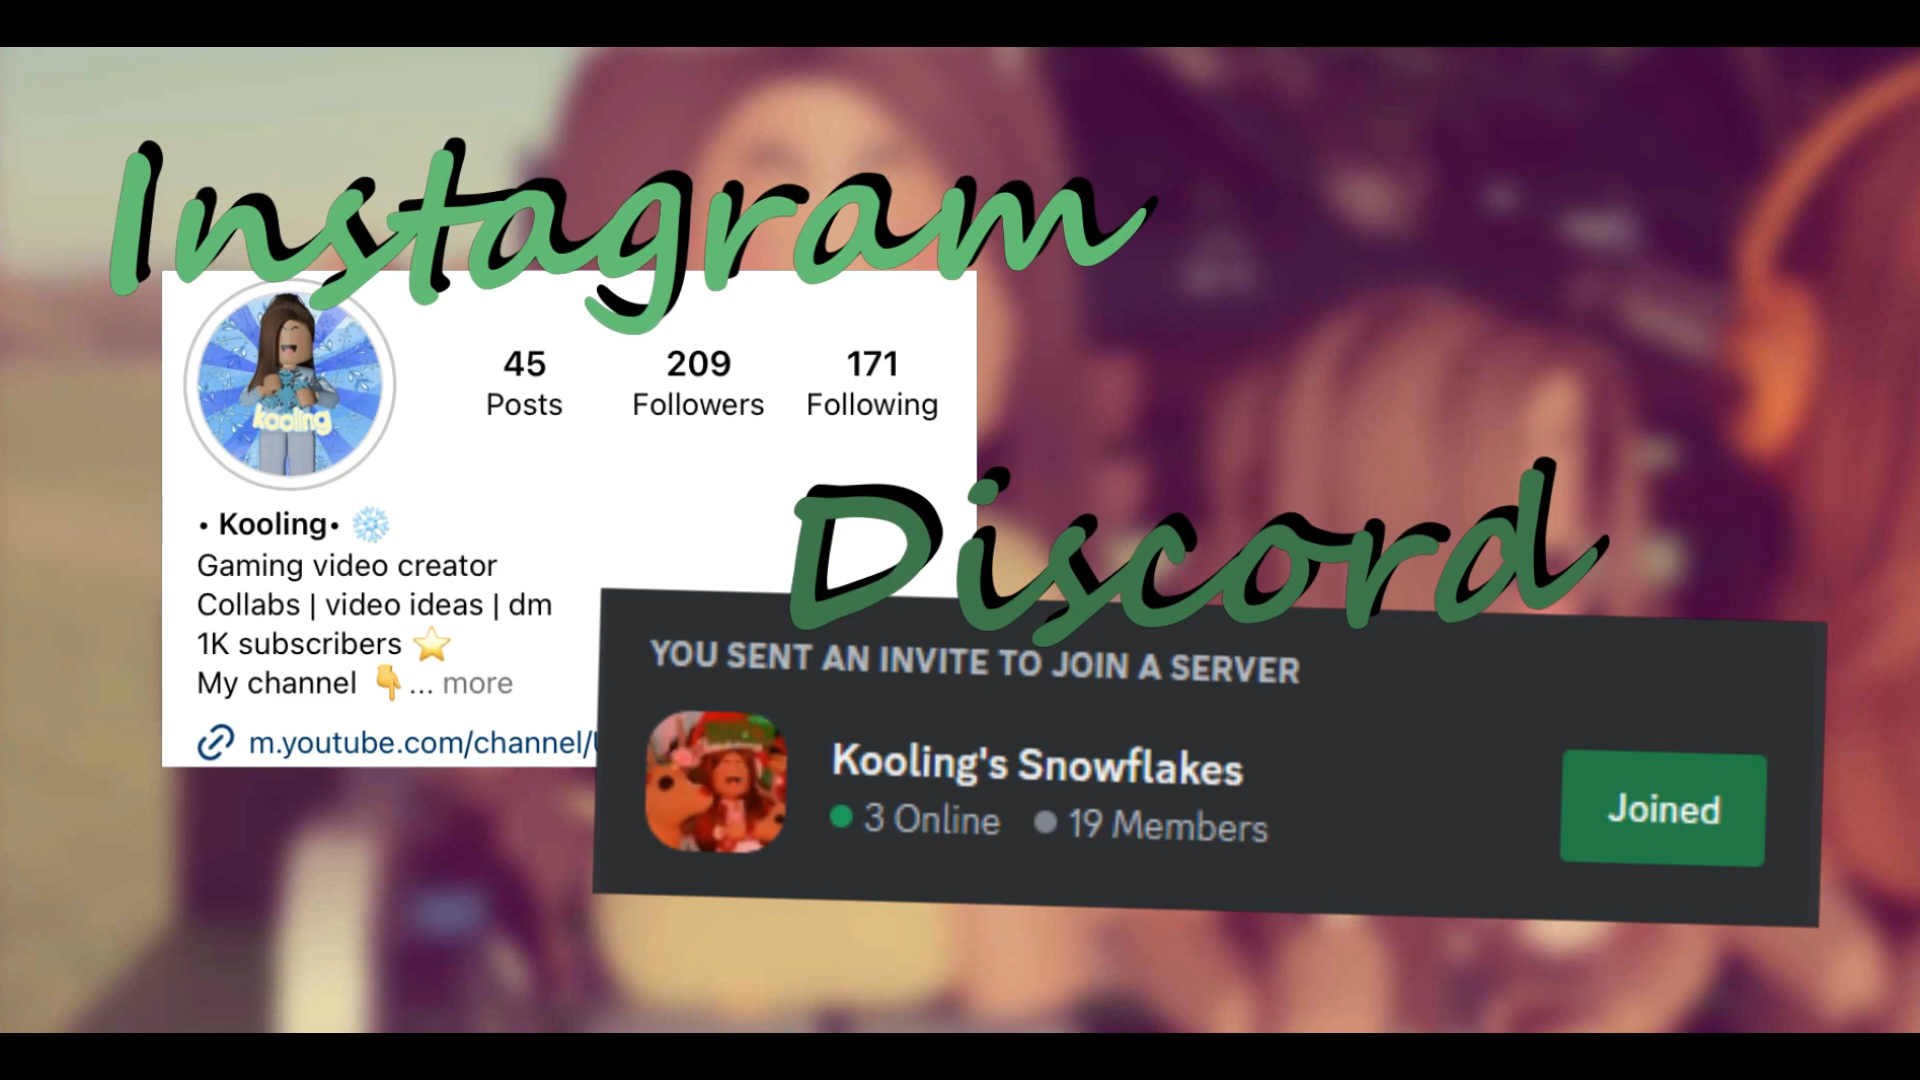 Instagram
kooling
45 209 171
Posts Followers Following
• Kooling• ❄️
Gaming video creator
Collabs | video ideas | dm
1K subscribers ⭐
My channel 👇... more
m.youtube.com/channel/
Discord
YOU SENT AN INVITE TO JOIN A SERVER
Kooling's Snowflakes
3 Online 19 Members
Joined